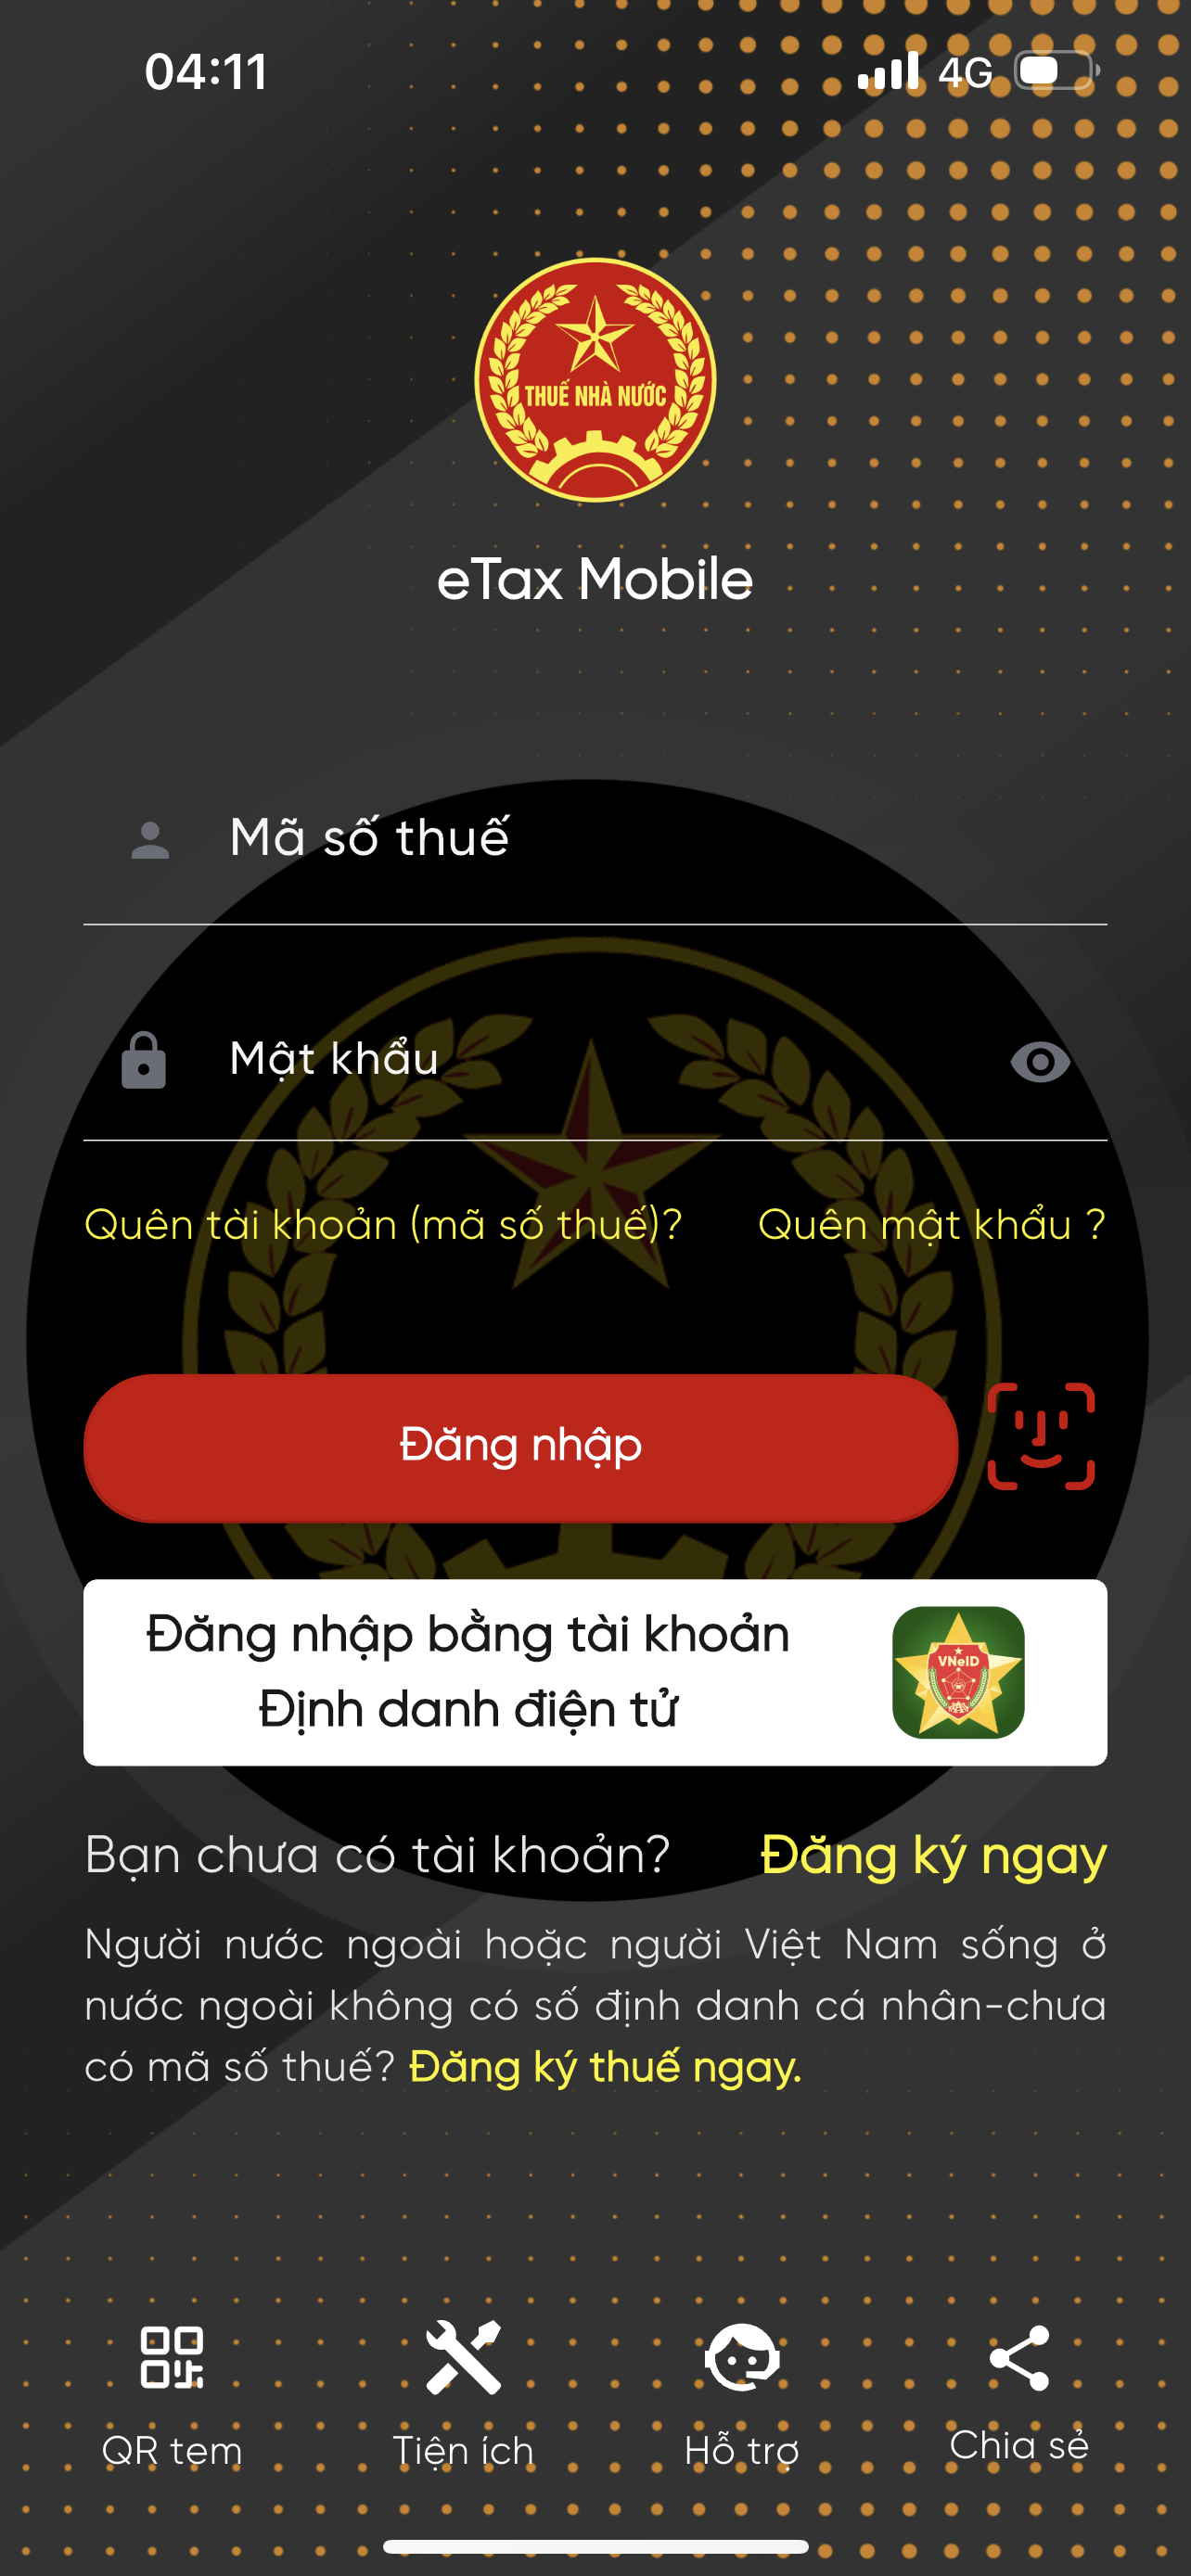 04:11 4G
THUẾ NHÀ NƯỚC
eTax Mobile
Mã số thuế
Mật khẩu
Quên tài khoản (mã số thuế)? Quên mật khẩu ?
Đăng nhập
Đăng nhập bằng tài khoản
Định danh điện tử
VNeID
Bạn chưa có tài khoản? Đăng ký ngay
Người nước ngoài hoặc người Việt Nam sống ở
nước ngoài không có số định danh cá nhân-chưa
có mã số thuế? Đăng ký thuế ngay.
QR tem Tiện ích Hỗ trợ Chia sẻ